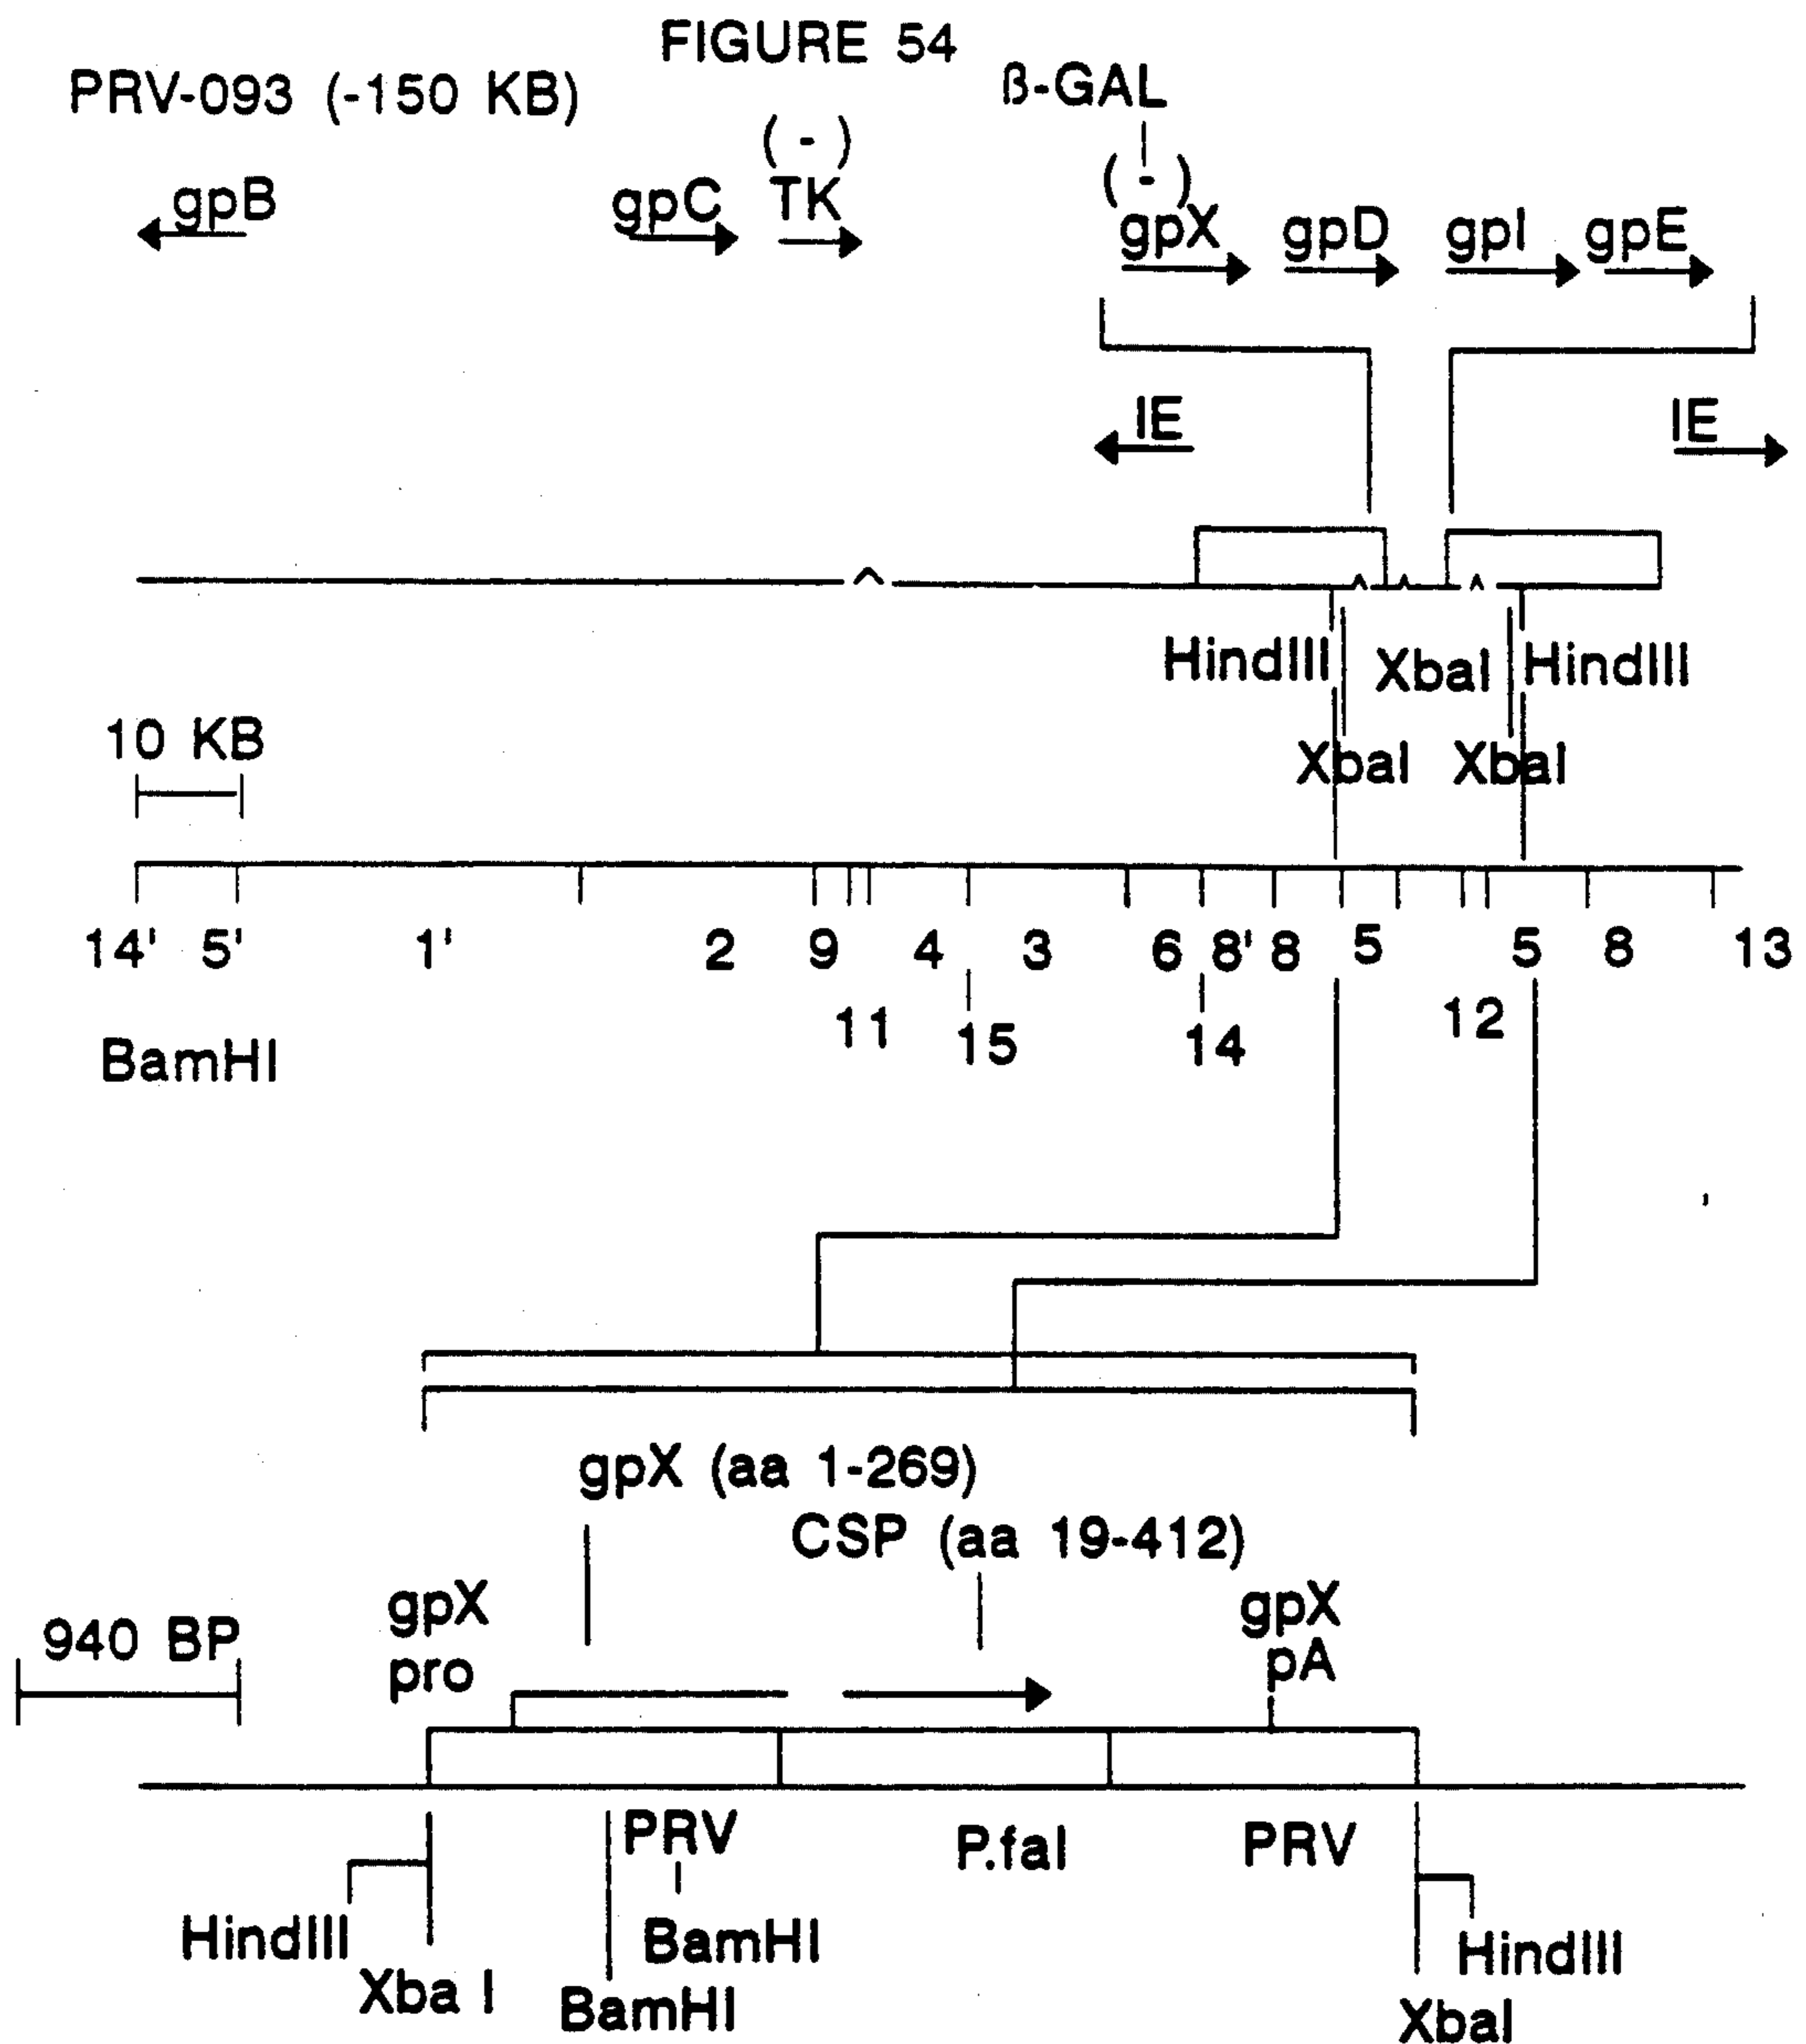 FIGURE 54
PRV-093 (-150 KB)
ß-GAL
(-)
(-)
gpB
gpC
TK
gpX
gpD
gpI
gpE
IE
IE
HindIII
XbaI
HindIII
10 KB
XbaI
XbaI
14' 5' 1' 2 9 4 3 6 8' 8 5 5 8 13
11 15 14 12
BamHI
gpX (aa 1-269)
CSP (aa 19-412)
gpX
pro
gpX
pA
940 BP
PRV
P.fal
PRV
HindIII
BamHI
HindIII
Xba I
BamHI
XbaI